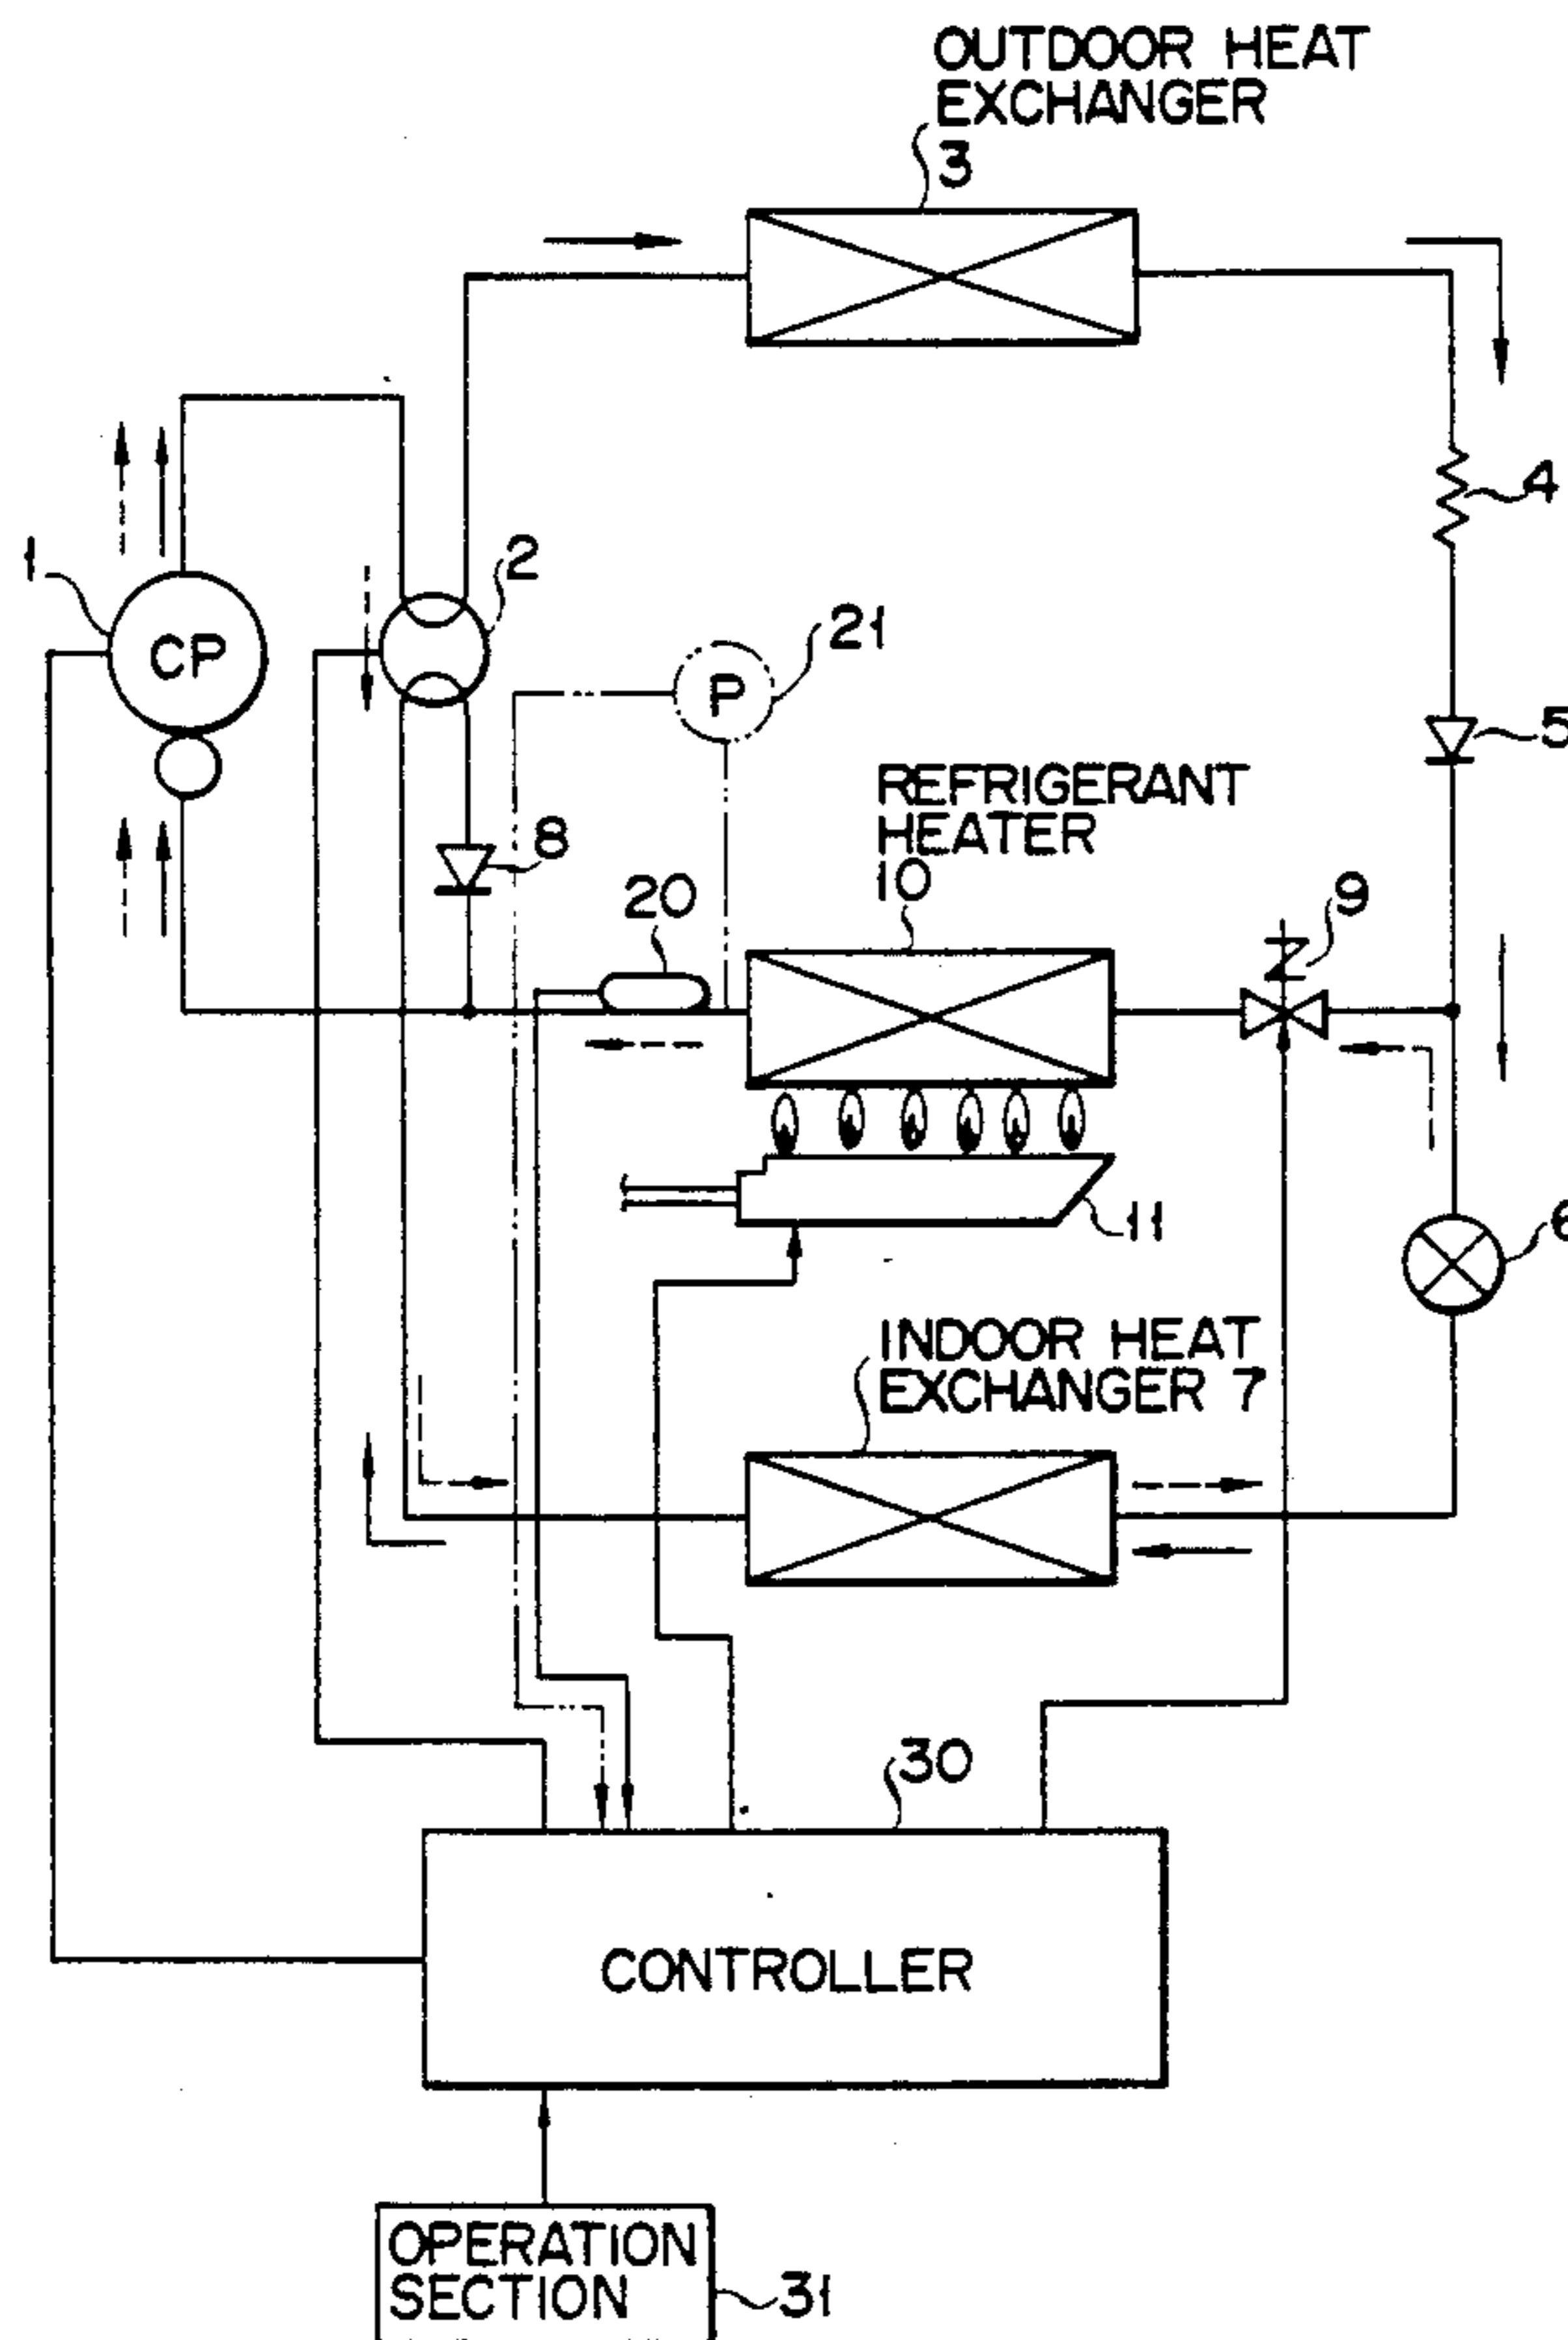 OUTDOOR HEAT
EXCHANGER
3
4
1
CP
2
21
P
5
REFRIGERANT
HEATER
10
8
20
9
11
6
INDOOR HEAT
EXCHANGER 7
30
CONTROLLER
OPERATION
SECTION
31